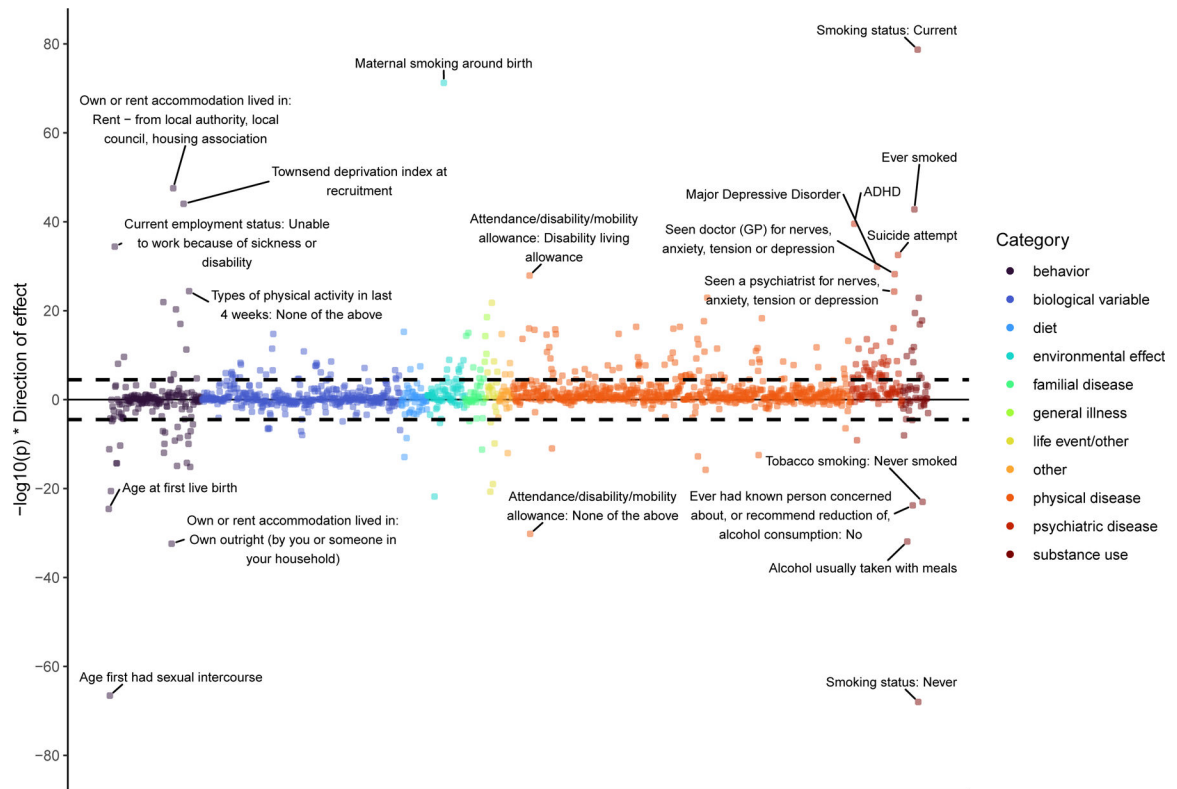 −log10(p) * Direction of effect
80
60
40
20
0
−20
−40
−60
−80
Smoking status: Current
Maternal smoking around birth
Own or rent accommodation lived in:
Rent − from local authority, local
council, housing association
Townsend deprivation index at
recruitment
Current employment status: Unable
to work because of sickness or
disability
Types of physical activity in last
4 weeks: None of the above
Attendance/disability/mobility
allowance: Disability living
allowance
Ever smoked
Major Depressive Disorder
ADHD
Seen doctor (GP) for nerves,
anxiety, tension or depression
Suicide attempt
Seen a psychiatrist for nerves,
anxiety, tension or depression
Age at first live birth
Own or rent accommodation lived in:
Own outright (by you or someone in
your household)
Attendance/disability/mobility
allowance: None of the above
Tobacco smoking: Never smoked
Ever had known person concerned
about, or recommend reduction of,
alcohol consumption: No
Alcohol usually taken with meals
Age first had sexual intercourse
Smoking status: Never
Category
behavior
biological variable
diet
environmental effect
familial disease
general illness
life event/other
other
physical disease
psychiatric disease
substance use